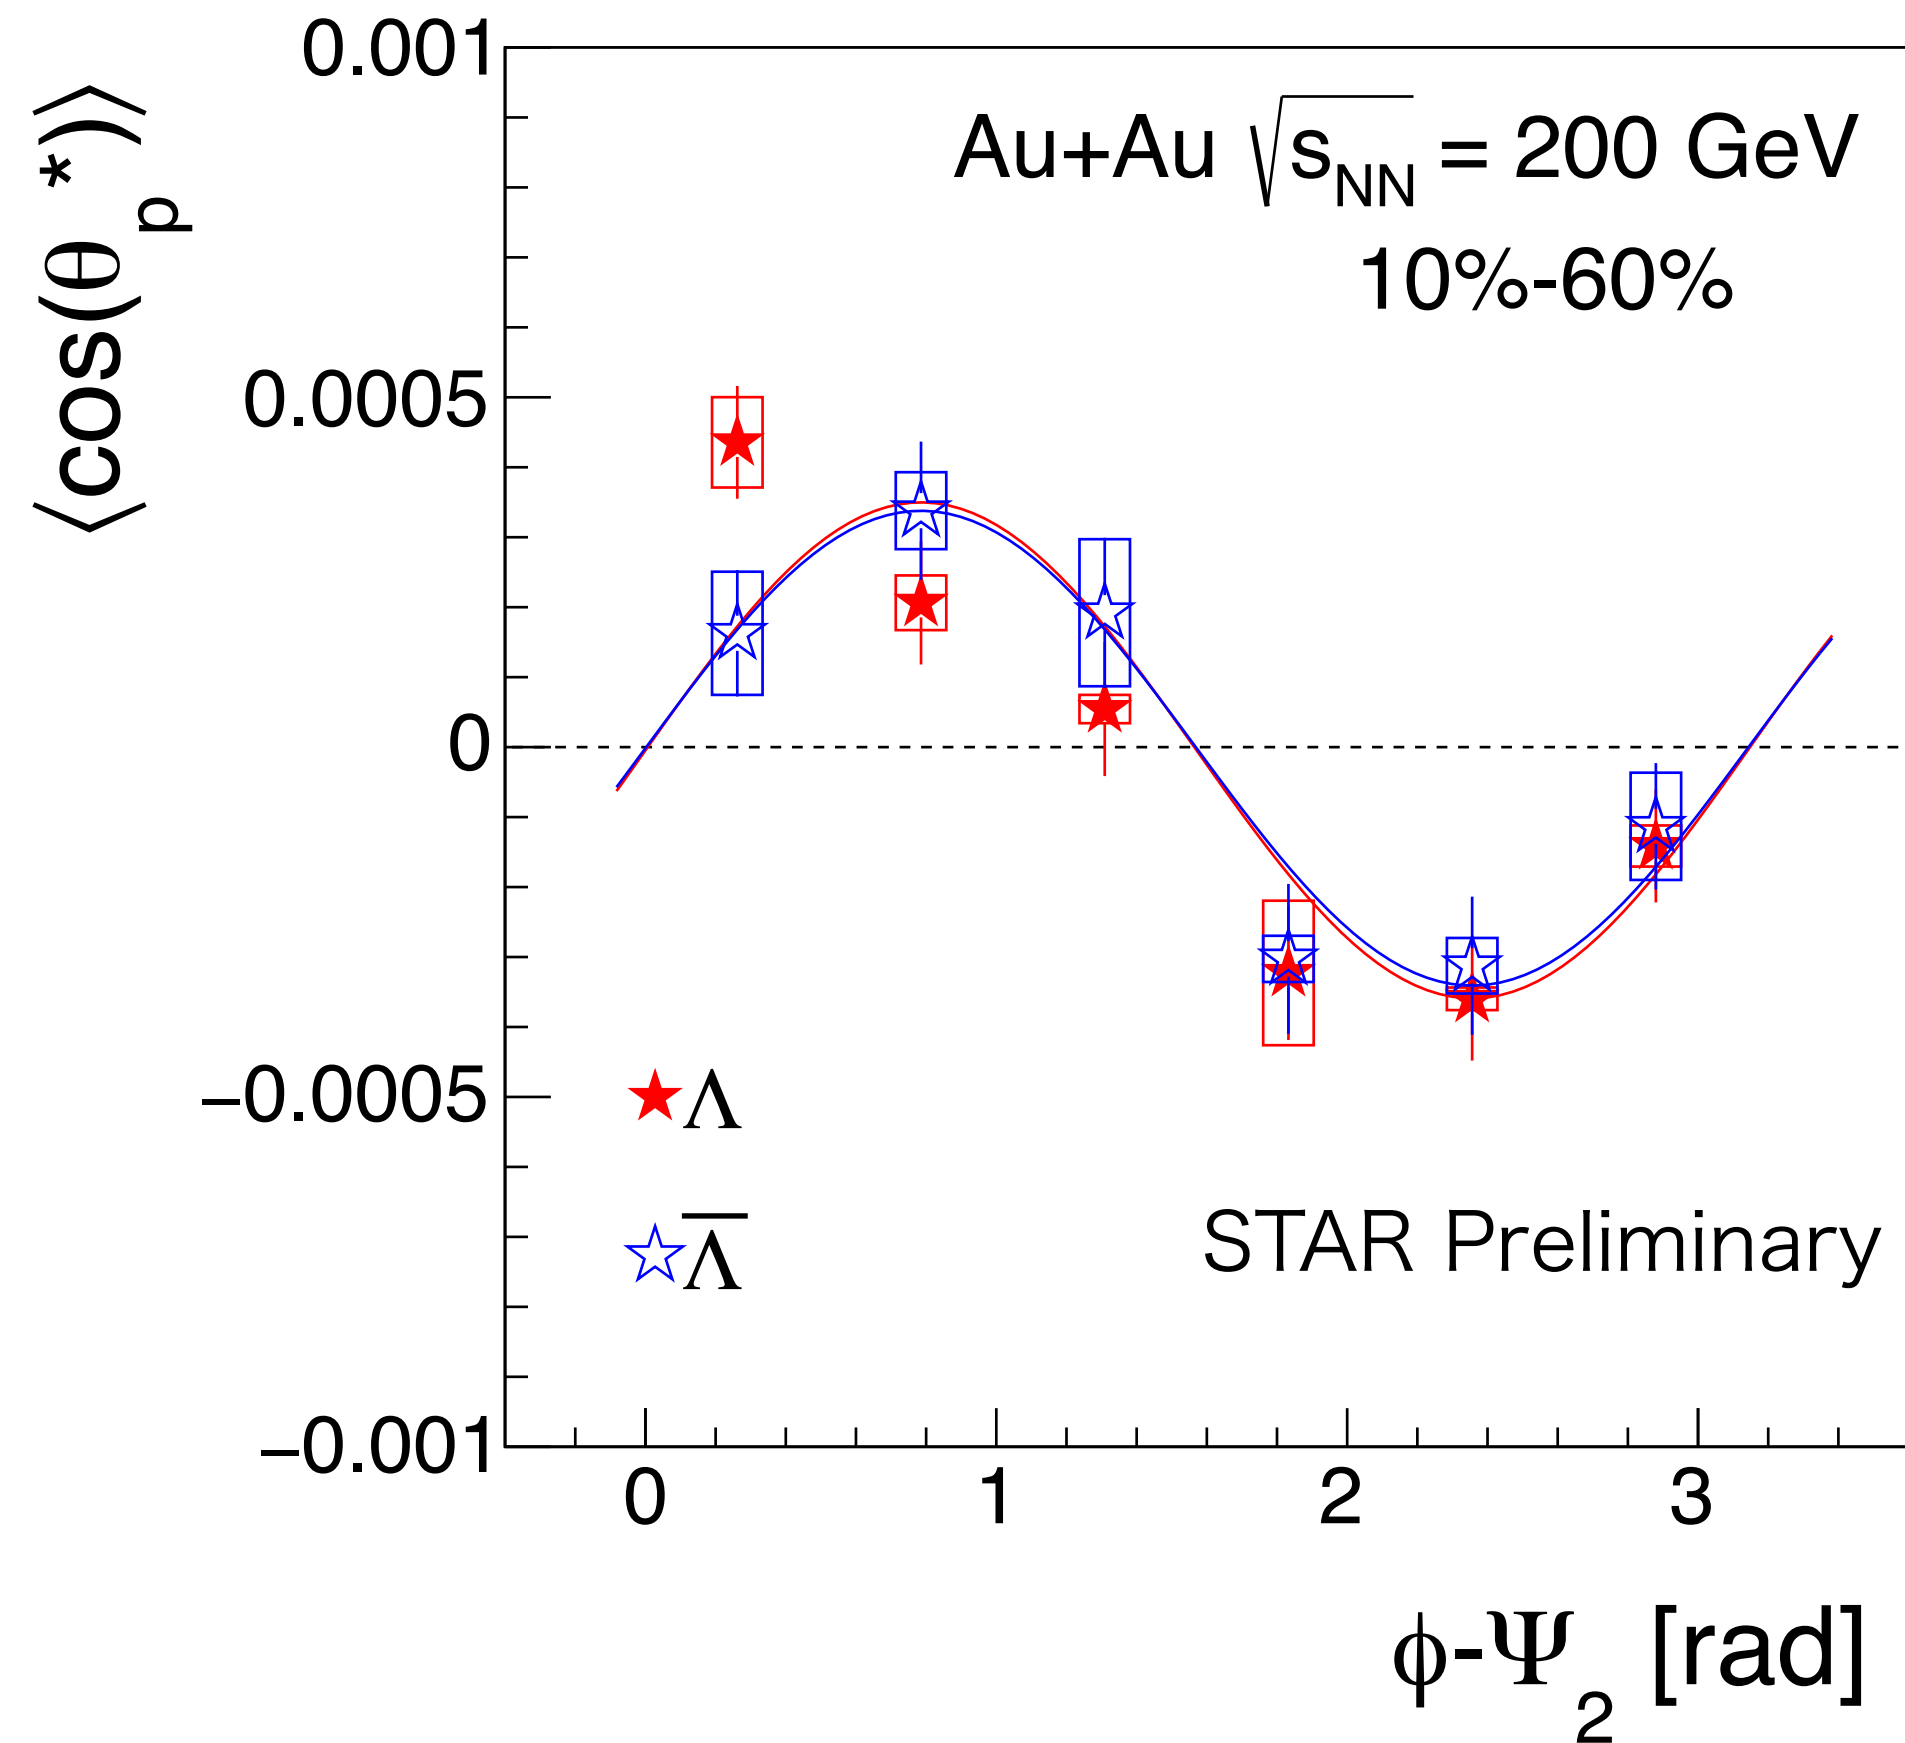 ⟨cos(θp*)⟩
0.001
0.0005
0
−0.0005
−0.001
Au+Au √sNN = 200 GeV
10%-60%
Λ
Λ̅
STAR Preliminary
0 1 2 3
ϕ-Ψ2 [rad]